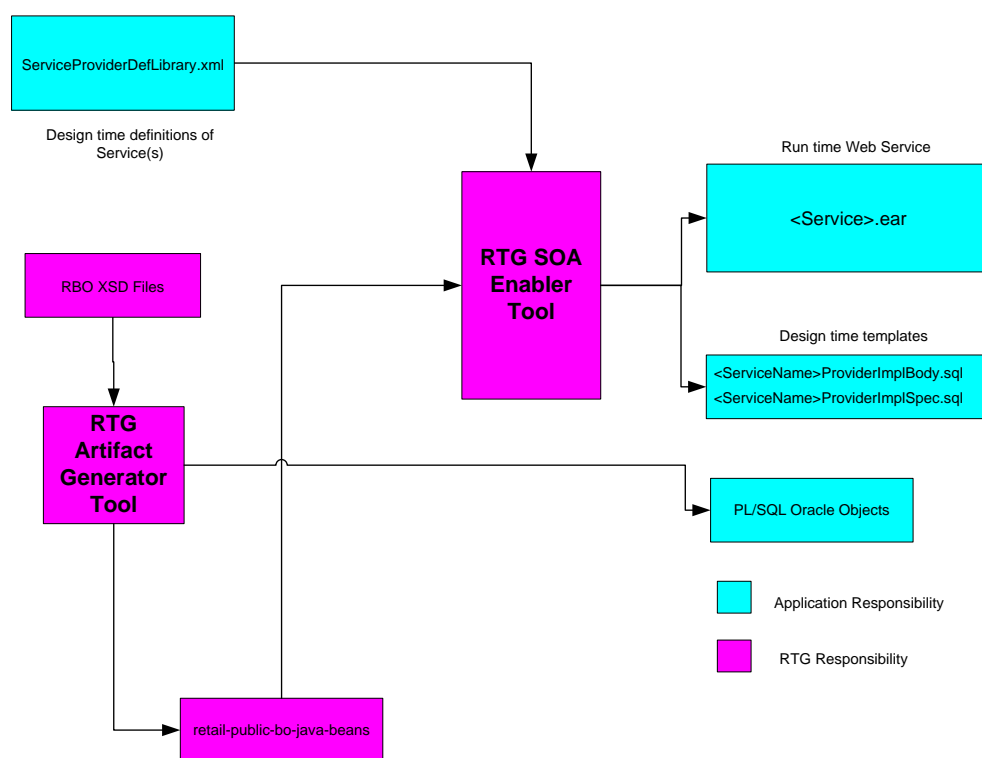 ServiceProviderDefLibrary.xml
Design time definitions of
Service(s)
Run time Web Service
<Service>.ear
RTG SOA
Enabler
Tool
RBO XSD Files
Design time templates
<ServiceName>ProviderImplBody.sql
<ServiceName>ProviderImplSpec.sql
RTG
Artifact
Generator
Tool
PL/SQL Oracle Objects
Application Responsibility
RTG Responsibility
retail-public-bo-java-beans